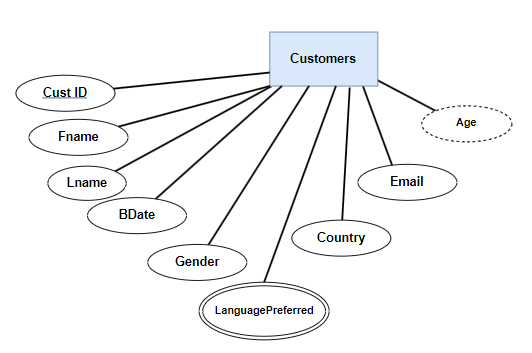 Customers
Cust ID
Age
Fname
Lname
Email
BDate
Country
Gender
LanguagePreferred